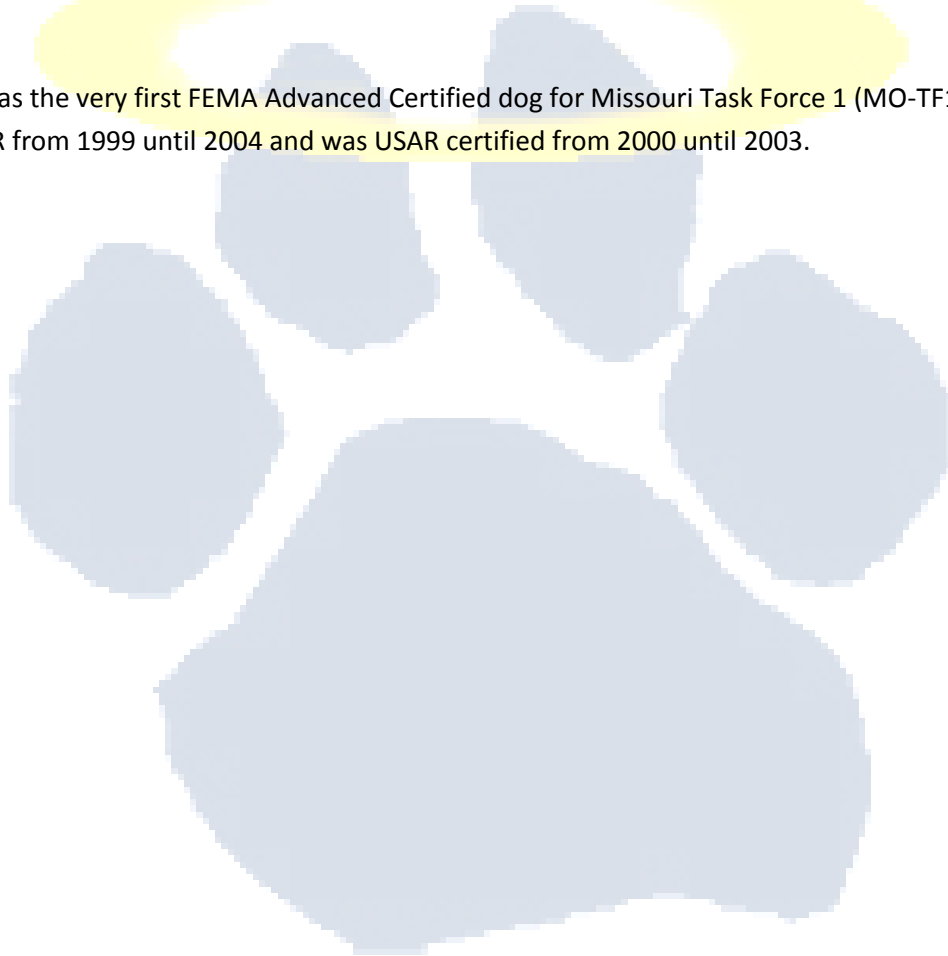 as the very first FEMA Advanced Certified dog for Missouri Task Force 1 (MO-TF1
R from 1999 until 2004 and was USAR certified from 2000 until 2003.